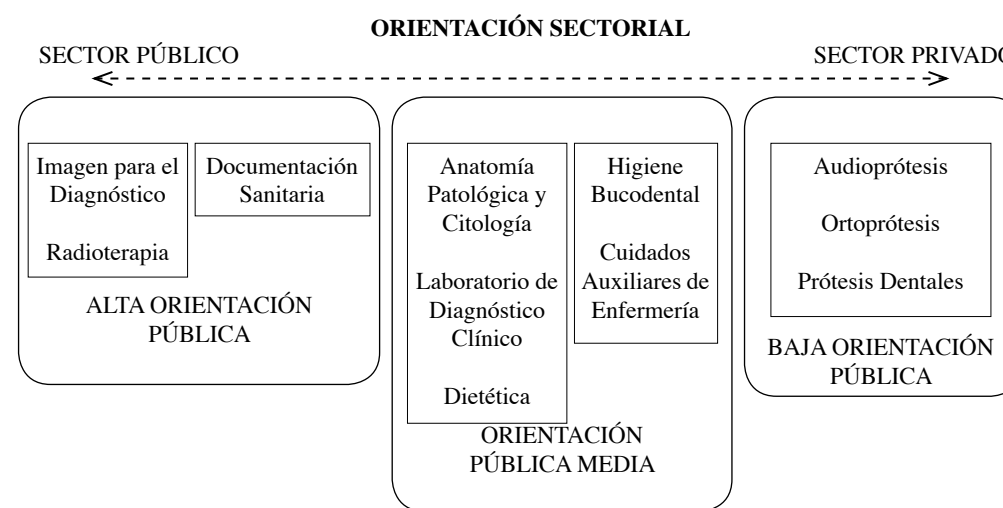 ORIENTACIÓN SECTORIAL
SECTOR PÚBLICO
SECTOR PRIVADO
Imagen para el
Diagnóstico
Radioterapia
Documentación
Sanitaria
ALTA ORIENTACIÓN
PÚBLICA
Anatomía
Patológica y
Citología
Laboratorio de
Diagnóstico
Clínico
Dietética
Higiene
Bucodental
Cuidados
Auxiliares de
Enfermería
ORIENTACIÓN
PÚBLICA MEDIA
Audioprótesis
Ortoprótesis
Prótesis Dentales
BAJA ORIENTACIÓN
PÚBLICA